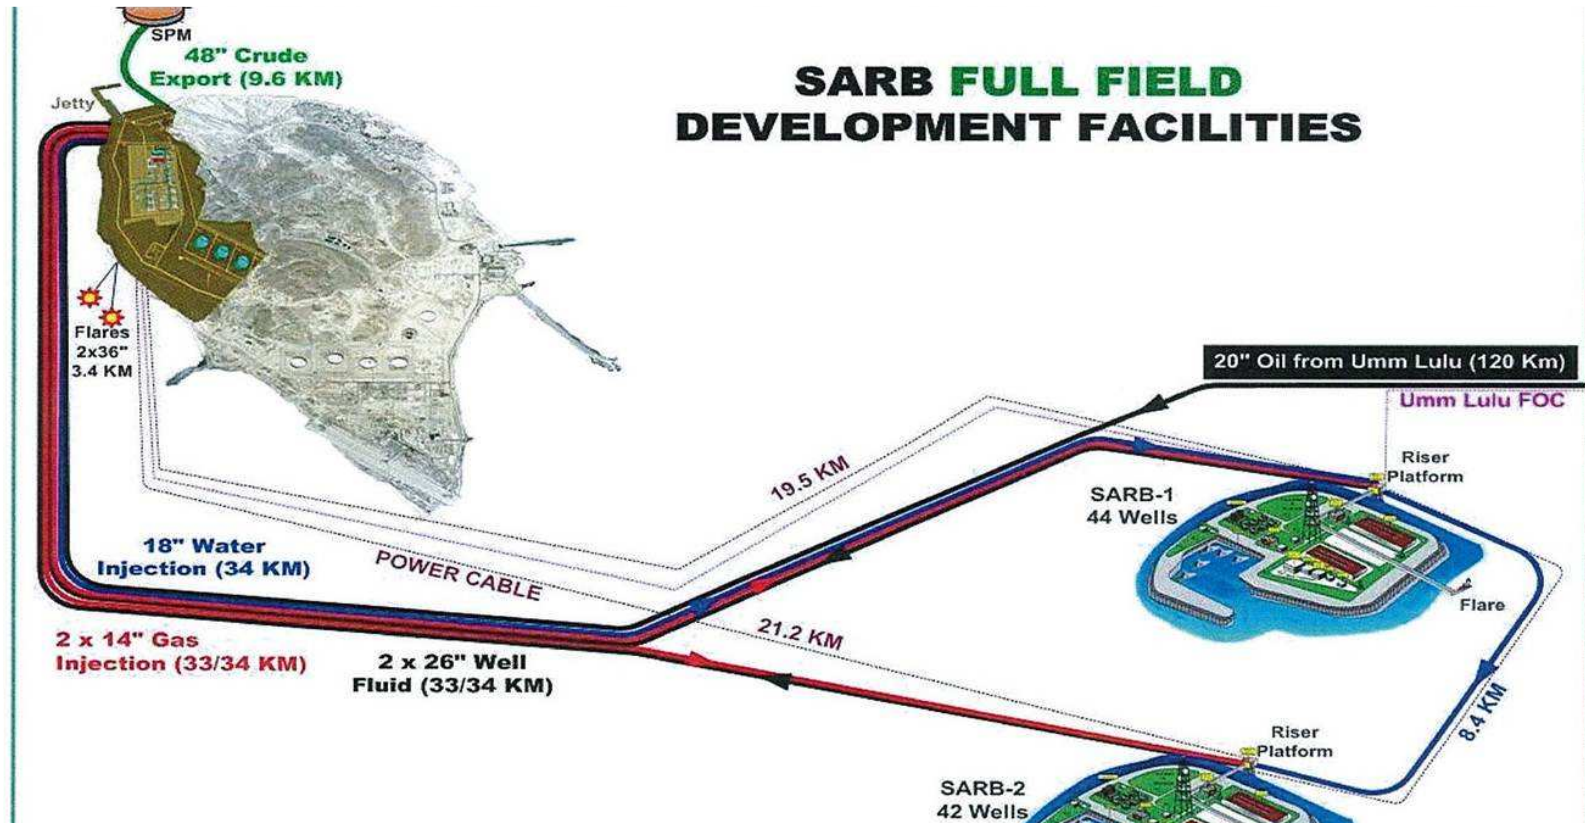 SPM
48" Crude
Export (9.6 KM)
Jetty
SARB FULL FIELD
DEVELOPMENT FACILITIES
Flares
2x36"
3.4 KM
20" Oil from Umm Lulu (120 Km)
Umm Lulu FOC
19.5 KM
Riser
Platform
SARB-1
44 Wells
18" Water
Injection (34 KM)
POWER CABLE
Flare
2 x 14" Gas
Injection (33/34 KM)
2 x 26" Well
Fluid (33/34 KM)
21.2 KM
8.4 KM
Riser
Platform
SARB-2
42 Wells